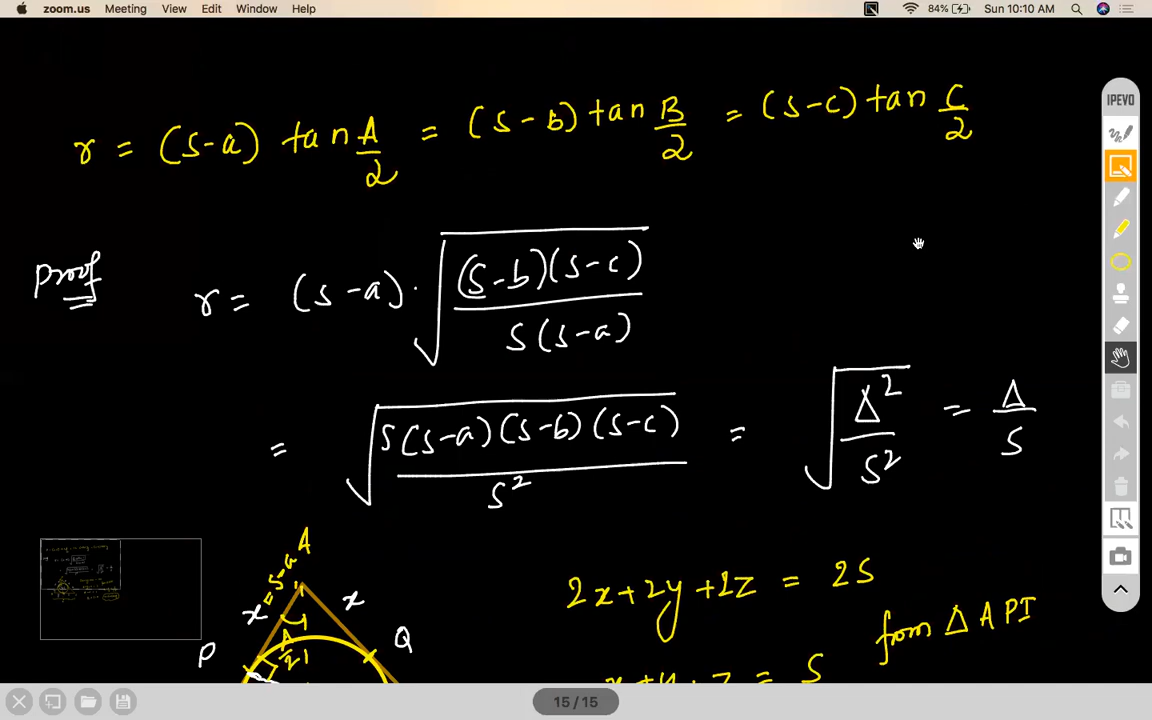 zoom.us Meeting View Edit Window Help 84% Sun 10:10 AM
IPEVO
r = (s-a) tan A/2 = (s-b) tan B/2 = (s-c) tan C/2
Proof r = (s-a) · √((s-b)(s-c)/s(s-a))
= √(s(s-a)(s-b)(s-c)/s²) = √(Δ²/s²) = Δ/s
A
x = s-a
x
A/2
P
Q
2x+2y+2z = 2s
from Δ API
x+y+z = s
15 / 15